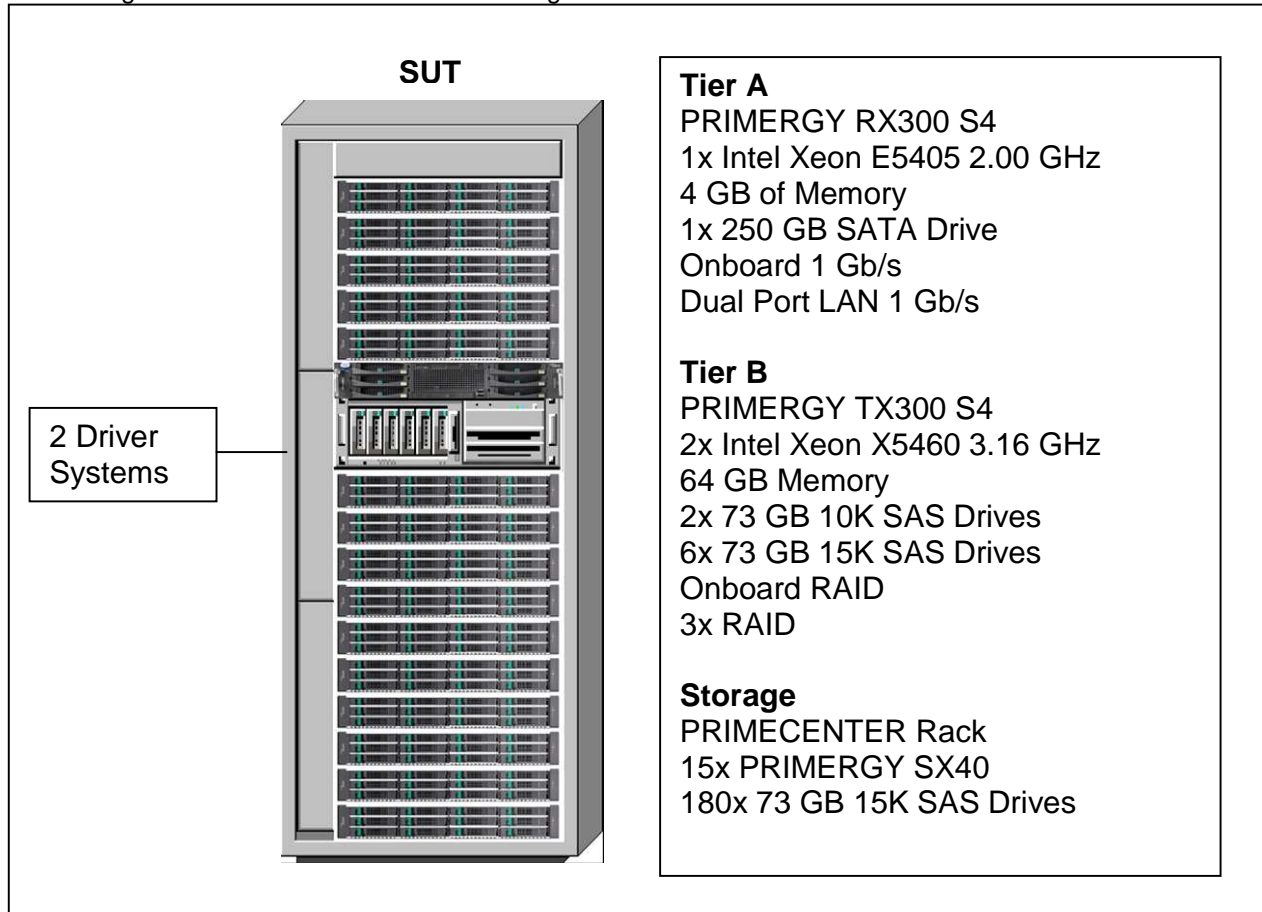 SUT
2 Driver
Systems
Tier A
PRIMERGY RX300 S4
1x Intel Xeon E5405 2.00 GHz
4 GB of Memory
1x 250 GB SATA Drive
Onboard 1 Gb/s
Dual Port LAN 1 Gb/s
Tier B
PRIMERGY TX300 S4
2x Intel Xeon X5460 3.16 GHz
64 GB Memory
2x 73 GB 10K SAS Drives
6x 73 GB 15K SAS Drives
Onboard RAID
3x RAID
Storage
PRIMECENTER Rack
15x PRIMERGY SX40
180x 73 GB 15K SAS Drives